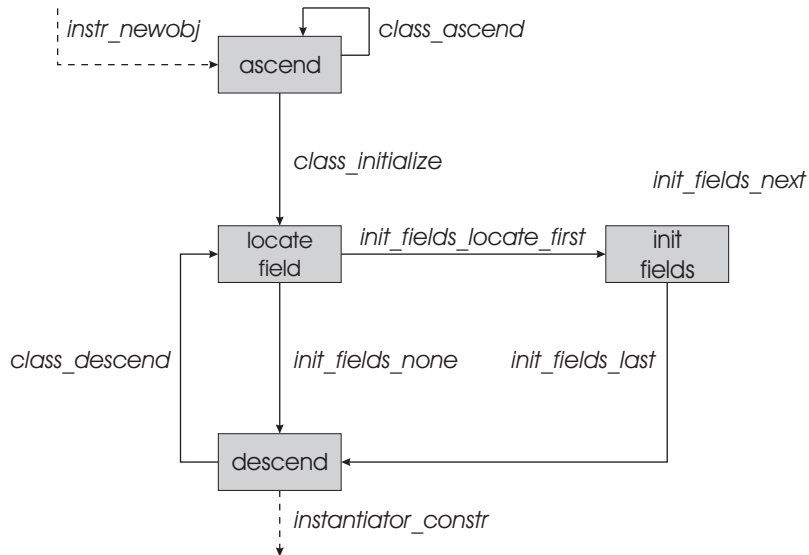 instr_newobj
class_ascend
ascend
class_initialize
init_fields_next
locate
field
init_fields_locate_first
init
fields
class_descend
init_fields_none
init_fields_last
descend
instantiator_constr